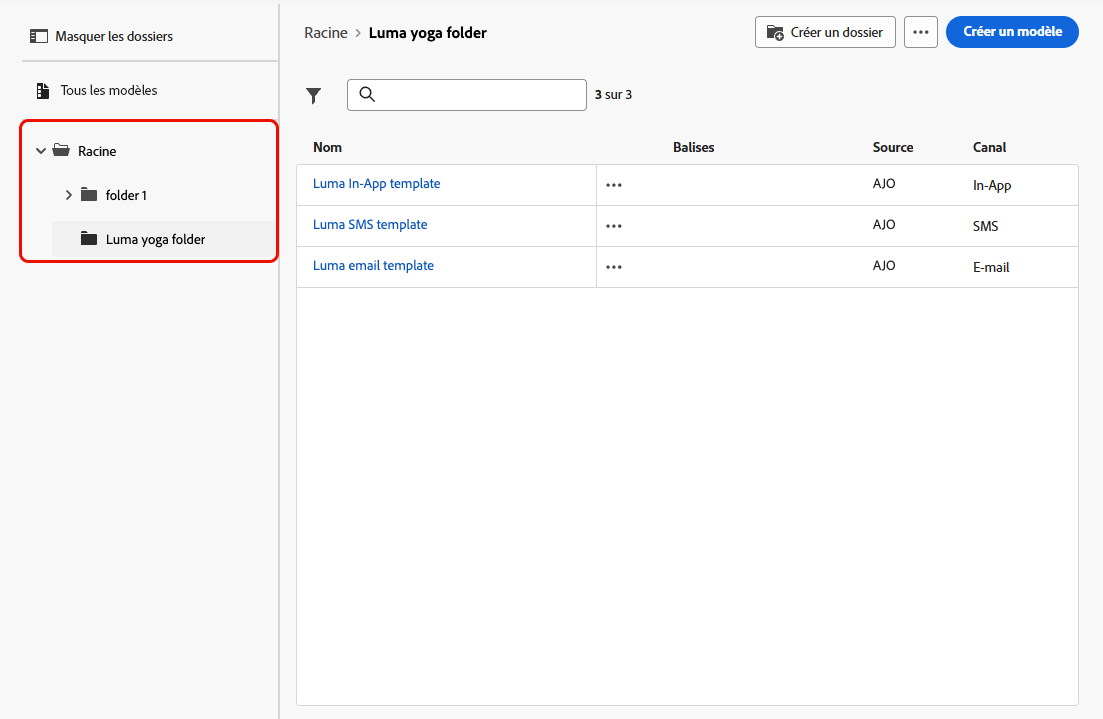 Masquer les dossiers
Tous les modèles
Racine
folder 1
Luma yoga folder
Racine > Luma yoga folder
Créer un dossier
Créer un modèle
3 sur 3
Nom Balises Source Canal
Luma In-App template AJO In-App
Luma SMS template AJO SMS
Luma email template AJO E-mail